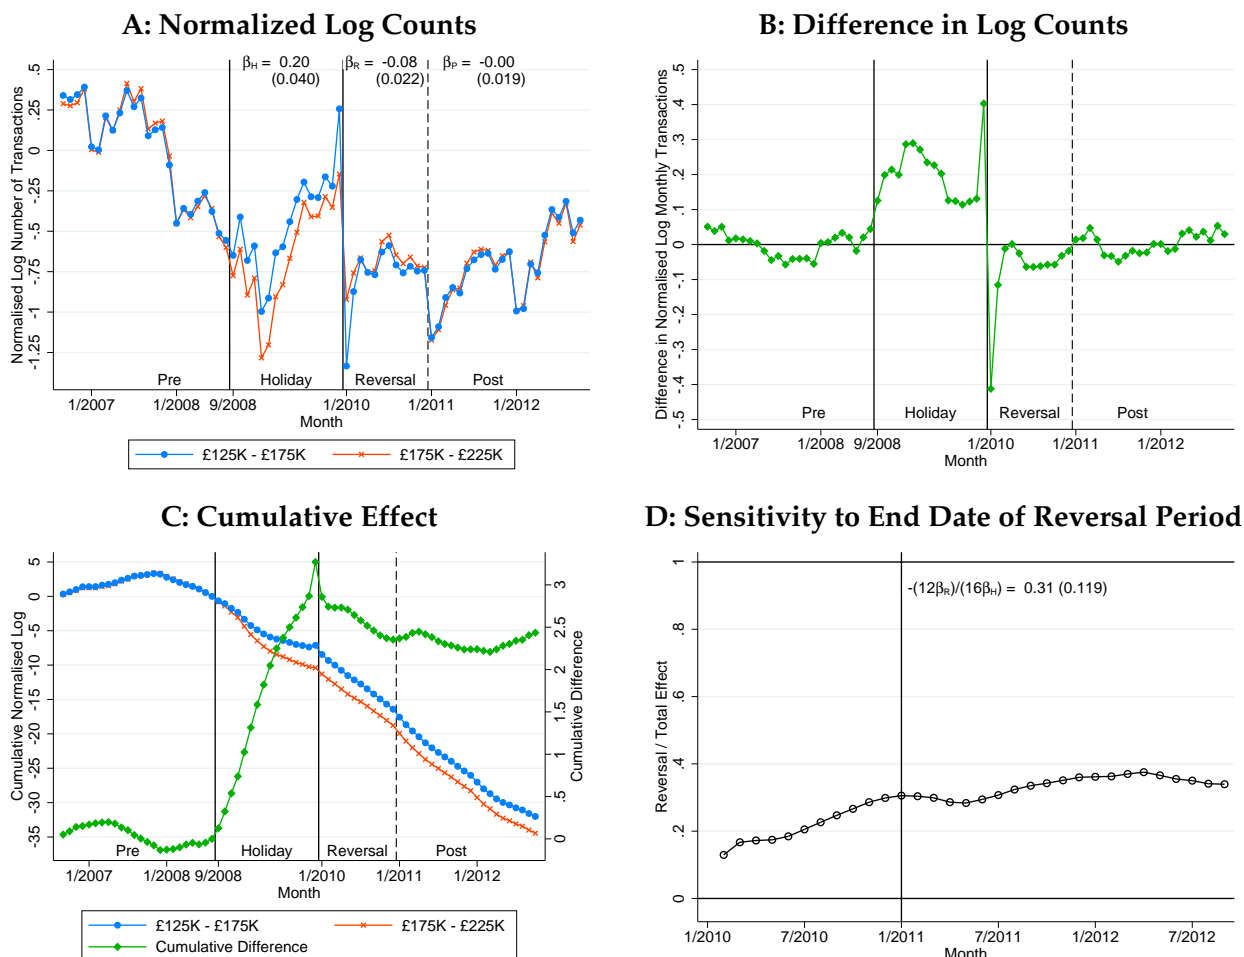 A: Normalized Log Counts
βH = 0.20
(0.040)
βR = -0.08
(0.022)
βP = -0.00
(0.019)
Normalised Log Number of Transactions
.5
.25
0
-.25
-.5
-.75
-1
-1.25
Pre
Holiday
Reversal
Post
1/2007
1/2008
9/2008
1/2010
1/2011
1/2012
Month
£125K - £175K
£175K - £225K
B: Difference in Log Counts
Difference in Normalised Log Monthly Transactions
.5
.4
.3
.2
.1
0
-.1
-.2
-.3
-.4
-.5
Pre
Holiday
Reversal
Post
1/2007
1/2008
9/2008
1/2010
1/2011
1/2012
Month
C: Cumulative Effect
Cumulative Normalised Log
5
0
-5
-10
-15
-20
-25
-30
-35
Cumulative Difference
3
2.5
2
1.5
1
.5
0
Pre
Holiday
Reversal
Post
1/2007
1/2008
9/2008
1/2010
1/2011
1/2012
Month
£125K - £175K
£175K - £225K
Cumulative Difference
D: Sensitivity to End Date of Reversal Period
-(12βR)/(16βH) = 0.31 (0.119)
Reversal / Total Effect
1
.8
.6
.4
.2
0
1/2010
7/2010
1/2011
7/2011
1/2012
7/2012
Month